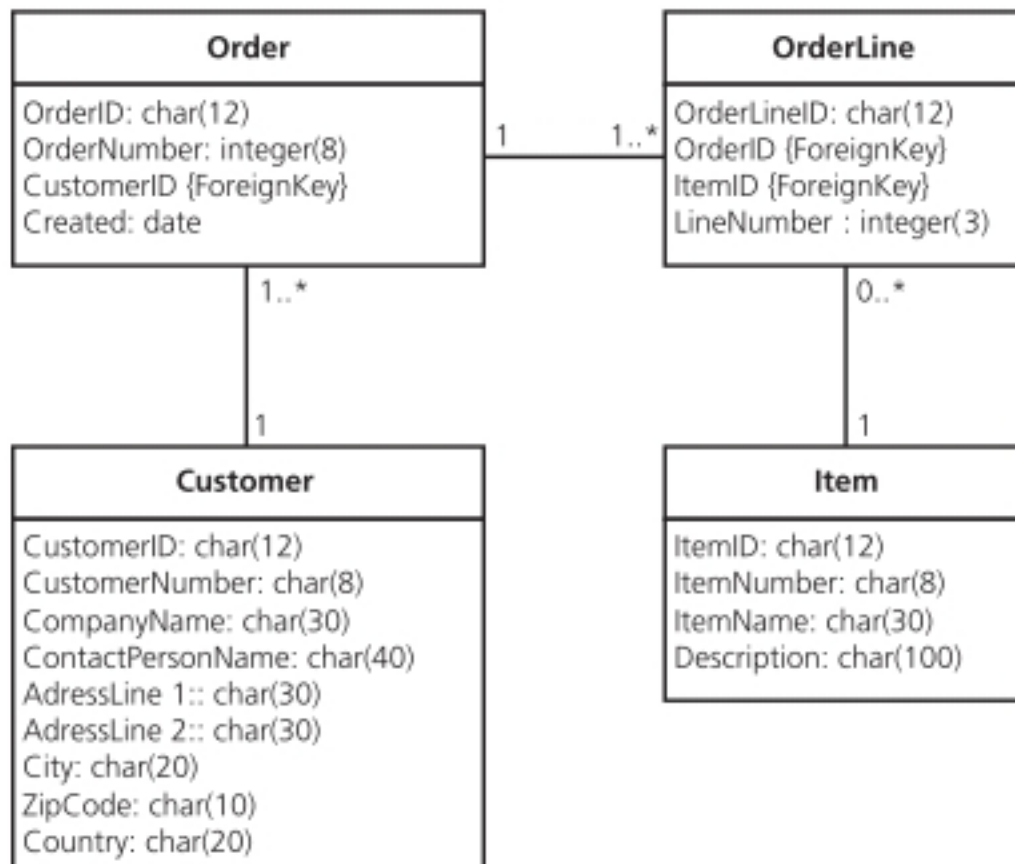 Order
OrderID: char(12)
OrderNumber: integer(8)
CustomerID {ForeignKey}
Created: date
1
1..*
OrderLine
OrderLineID: char(12)
OrderID {ForeignKey}
ItemID {ForeignKey}
LineNumber : integer(3)
1..*
1
0..*
1
Customer
CustomerID: char(12)
CustomerNumber: char(8)
CompanyName: char(30)
ContactPersonName: char(40)
AdressLine 1:: char(30)
AdressLine 2:: char(30)
City: char(20)
ZipCode: char(10)
Country: char(20)
Item
ItemID: char(12)
ItemNumber: char(8)
ItemName: char(30)
Description: char(100)